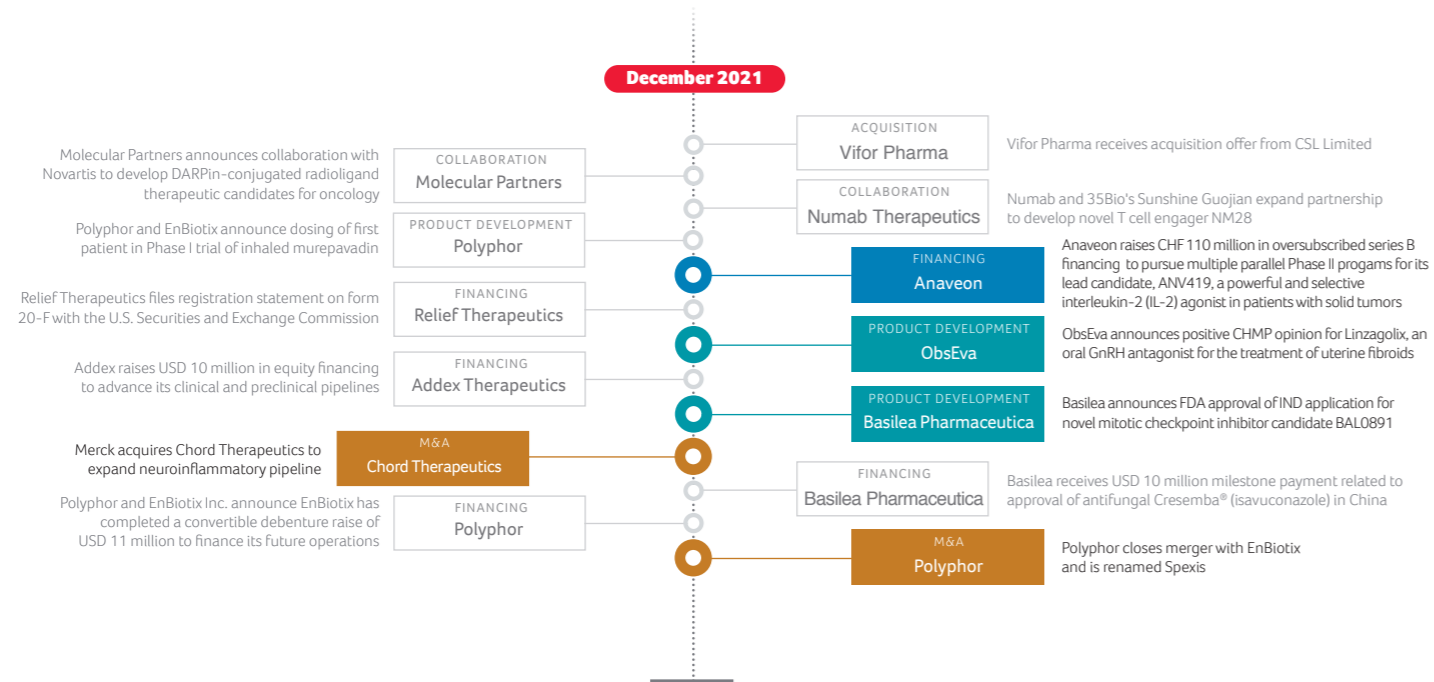 December 2021
ACQUISITION
Vifor Pharma
Vifor Pharma receives acquisition offer from CSL Limited
Molecular Partners announces collaboration with
Novartis to develop DARPin-conjugated radioligand
therapeutic candidates for oncology
COLLABORATION
Molecular Partners
COLLABORATION
Numab Therapeutics
Numab and 35Bio's Sunshine Guojian expand partnership
to develop novel T cell engager NM28
Polyphor and EnBiotix announce dosing of first
patient in Phase I trial of inhaled murepavadin
PRODUCT DEVELOPMENT
Polyphor
FINANCING
Anaveon
Anaveon raises CHF 110 million in oversubscribed series B
financing to pursue multiple parallel Phase II progams for its
lead candidate, ANV419, a powerful and selective
interleukin-2 (IL-2) agonist in patients with solid tumors
Relief Therapeutics files registration statement on form
20-F with the U.S. Securities and Exchange Commission
FINANCING
Relief Therapeutics
PRODUCT DEVELOPMENT
ObsEva
ObsEva announces positive CHMP opinion for Linzagolix, an
oral GnRH antagonist for the treatment of uterine fibroids
Addex raises USD 10 million in equity financing
to advance its clinical and preclinical pipelines
FINANCING
Addex Therapeutics
PRODUCT DEVELOPMENT
Basilea Pharmaceutica
Basilea announces FDA approval of IND application for
novel mitotic checkpoint inhibitor candidate BAL0891
Merck acquires Chord Therapeutics to
expand neuroinflammatory pipeline
M&A
Chord Therapeutics
FINANCING
Basilea Pharmaceutica
Basilea receives USD 10 million milestone payment related to
approval of antifungal Cresemba® (isavuconazole) in China
Polyphor and EnBiotix Inc. announce EnBiotix has
completed a convertible debenture raise of
USD 11 million to finance its future operations
FINANCING
Polyphor
M&A
Polyphor
Polyphor closes merger with EnBiotix
and is renamed Spexis